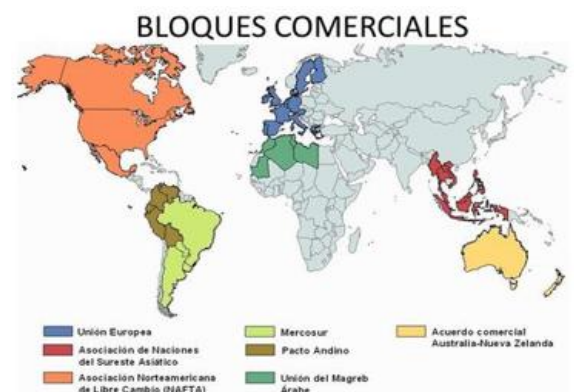 BLOQUES COMERCIALES
Unión Europea
Asociación de Naciones
del Sureste Asiático
Asociación Norteamericana
de Libre Cambio (NAFTA)
Mercosur
Pacto Andino
Unión del Magreb
Árabe
Acuerdo comercial
Australia-Nueva Zelanda